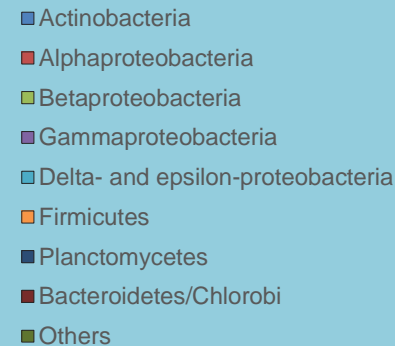 Actinobacteria
Alphaproteobacteria
Betaproteobacteria
Gammaproteobacteria
Delta- and epsilon-proteobacteria
Firmicutes
Planctomycetes
Bacteroidetes/Chlorobi
Others